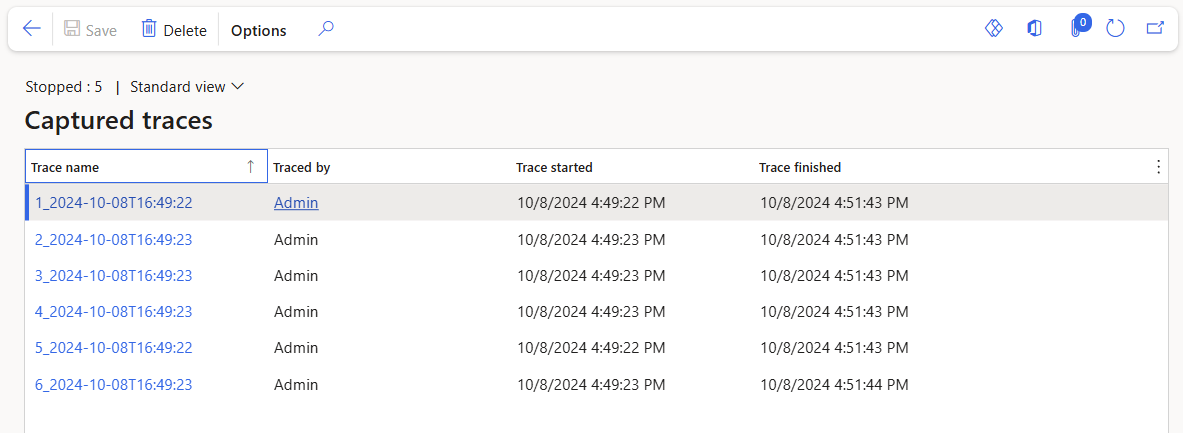 Save Delete Options 0
Stopped : 5 | Standard view
Captured traces
Trace name Traced by Trace started Trace finished
1_2024-10-08T16:49:22 Admin 10/8/2024 4:49:22 PM 10/8/2024 4:51:43 PM
2_2024-10-08T16:49:23 Admin 10/8/2024 4:49:23 PM 10/8/2024 4:51:43 PM
3_2024-10-08T16:49:23 Admin 10/8/2024 4:49:23 PM 10/8/2024 4:51:43 PM
4_2024-10-08T16:49:23 Admin 10/8/2024 4:49:23 PM 10/8/2024 4:51:43 PM
5_2024-10-08T16:49:22 Admin 10/8/2024 4:49:22 PM 10/8/2024 4:51:43 PM
6_2024-10-08T16:49:23 Admin 10/8/2024 4:49:23 PM 10/8/2024 4:51:44 PM